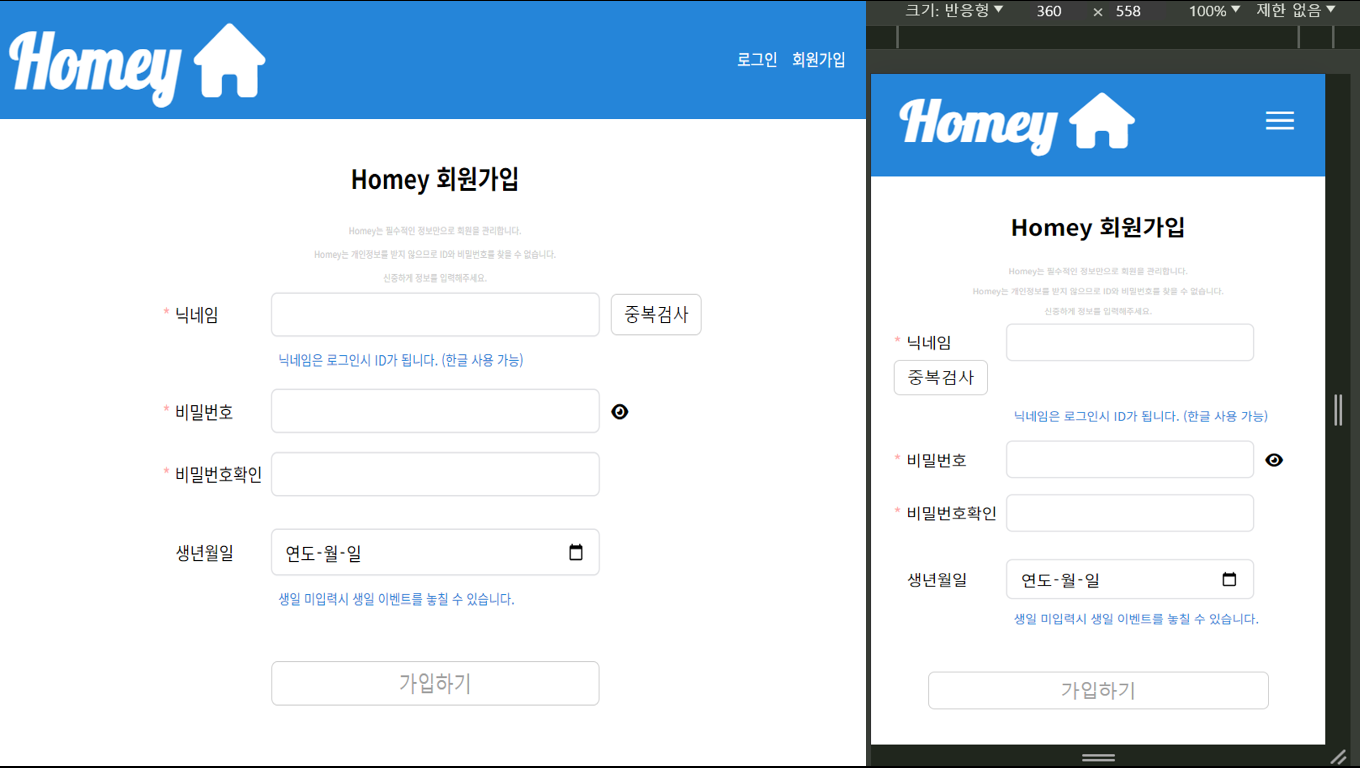 Homey
로그인 회원가입
Homey 회원가입
Homey는 필수적인 정보만으로 회원을 관리합니다.
Homey는 개인정보를 받지 않으므로 ID와 비밀번호를 찾을 수 없습니다.
신중하게 정보를 입력해주세요.
* 닉네임
중복검사
닉네임은 로그인시 ID가 됩니다. (한글 사용 가능)
* 비밀번호
* 비밀번호확인
생년월일
연도-월-일
생일 미입력시 생일 이벤트를 놓칠 수 있습니다.
가입하기
크기: 반응형 360 × 558 100% 제한 없음
Homey
Homey 회원가입
Homey는 필수적인 정보만으로 회원을 관리합니다.
Homey는 개인정보를 받지 않으므로 ID와 비밀번호를 찾을 수 없습니다.
신중하게 정보를 입력해주세요.
* 닉네임
중복검사
닉네임은 로그인시 ID가 됩니다. (한글 사용 가능)
* 비밀번호
* 비밀번호확인
생년월일
연도-월-일
생일 미입력시 생일 이벤트를 놓칠 수 있습니다.
가입하기